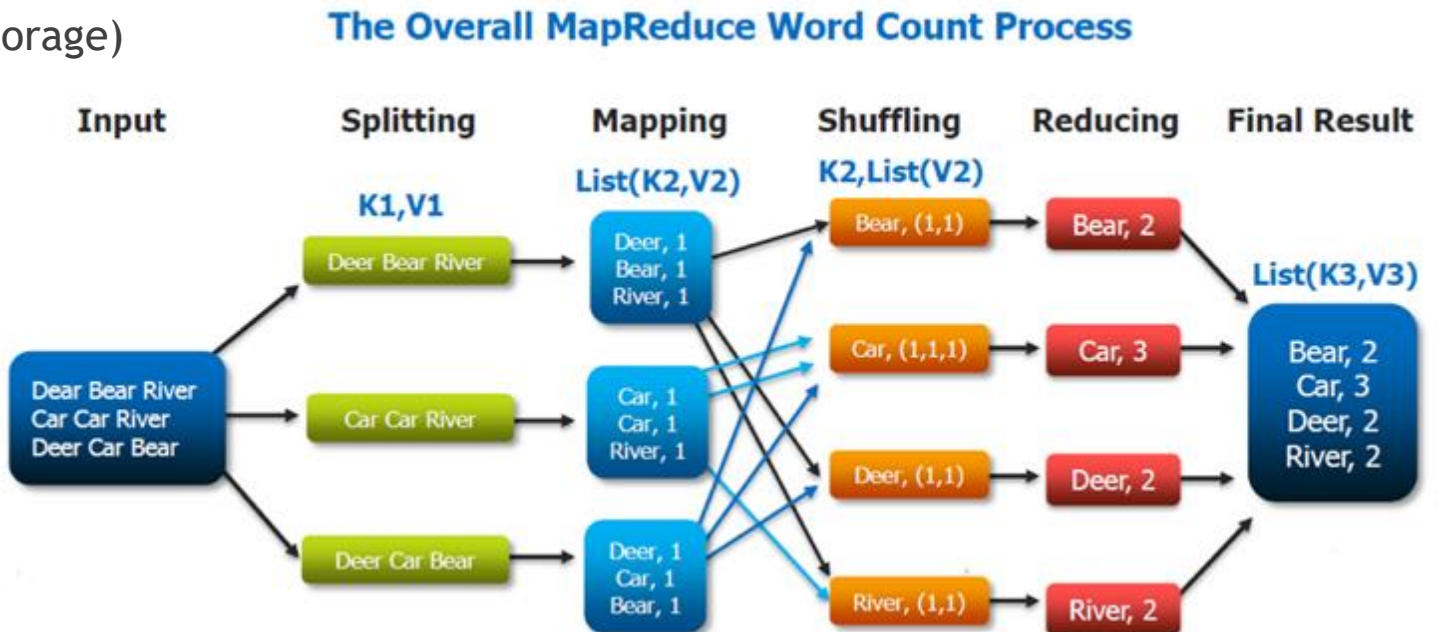 orage)
The Overall MapReduce Word Count Process
Input
Splitting
Mapping
Shuffling
Reducing
Final Result
K1,V1
List(K2,V2)
K2,List(V2)
List(K3,V3)
Dear Bear River
Car Car River
Deer Car Bear
Deer Bear River
Car Car River
Deer Car Bear
Deer, 1
Bear, 1
River, 1
Car, 1
Car, 1
River, 1
Deer, 1
Car, 1
Bear, 1
Bear, (1,1)
Car, (1,1,1)
Deer, (1,1)
River, (1,1)
Bear, 2
Car, 3
Deer, 2
River, 2
Bear, 2
Car, 3
Deer, 2
River, 2